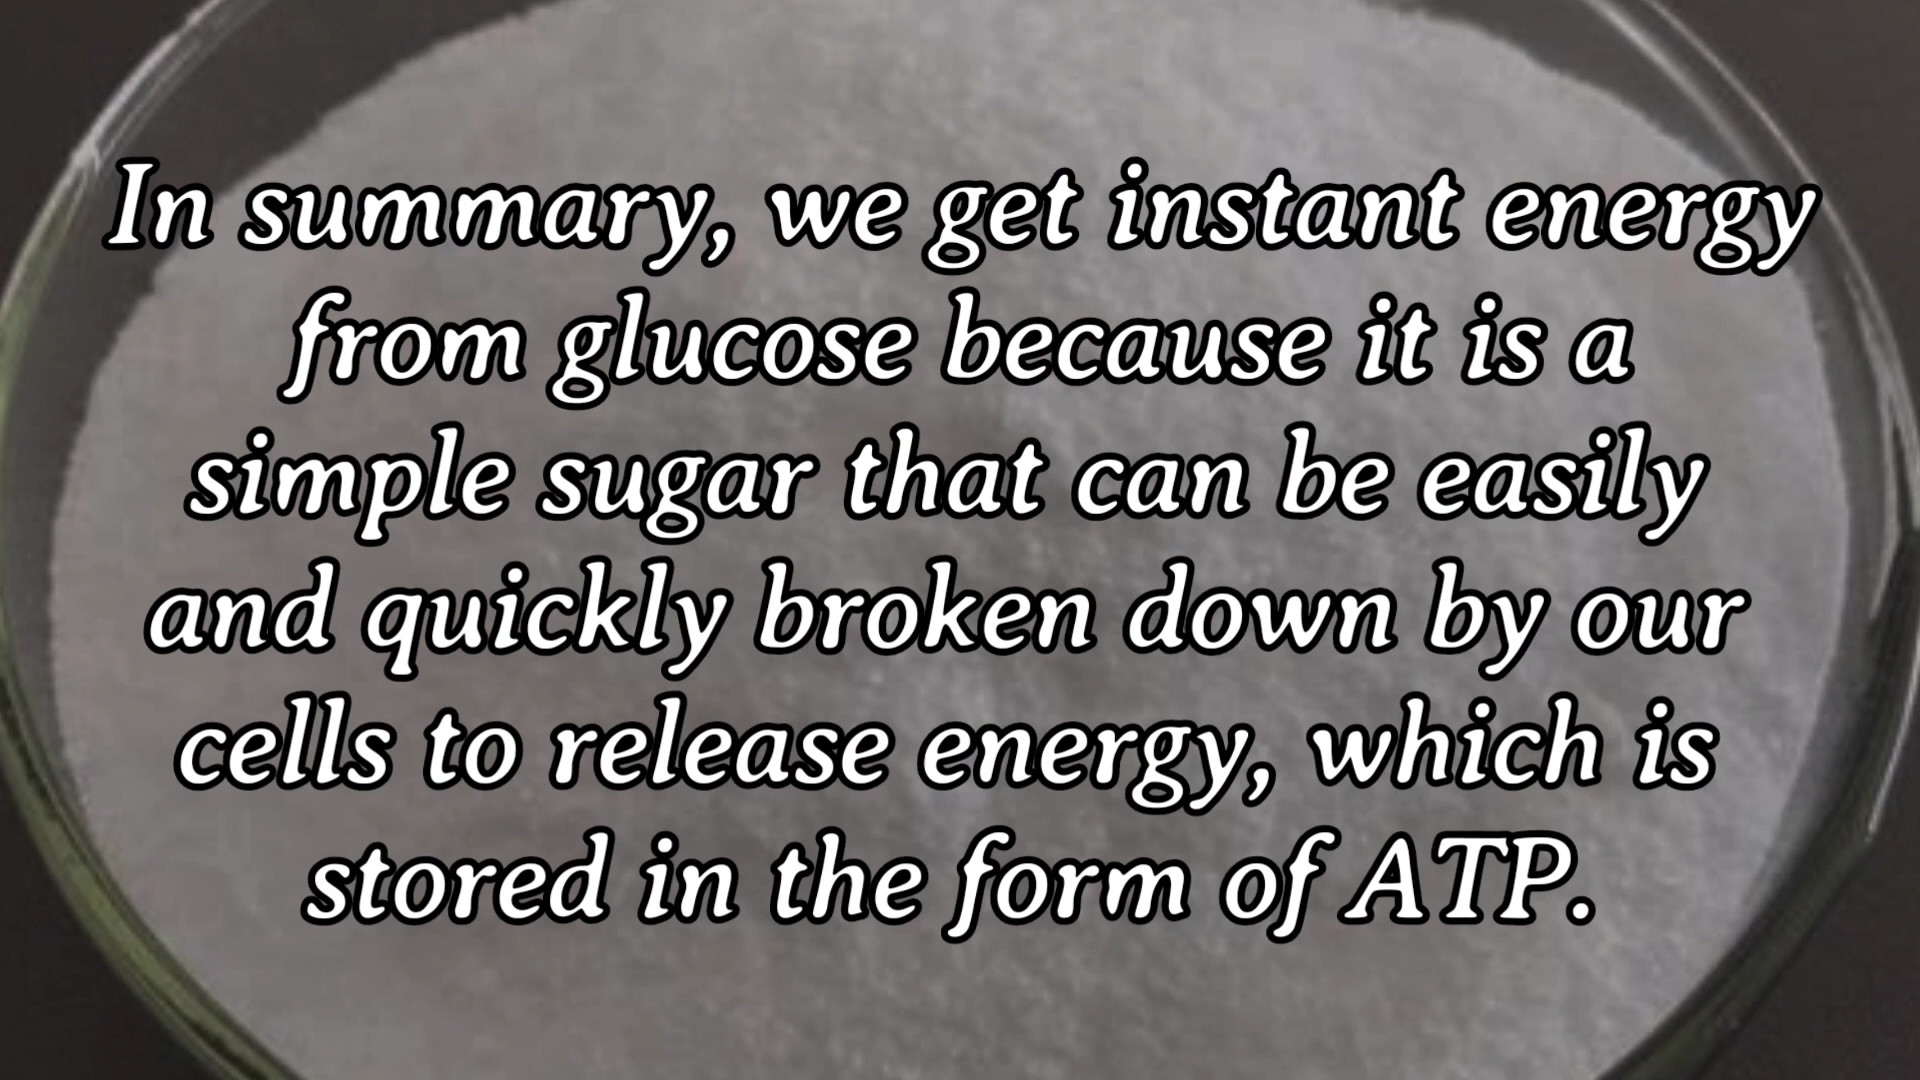 In summary, we get instant energy
from glucose because it is a
simple sugar that can be easily
and quickly broken down by our
cells to release energy, which is
stored in the form of ATP.